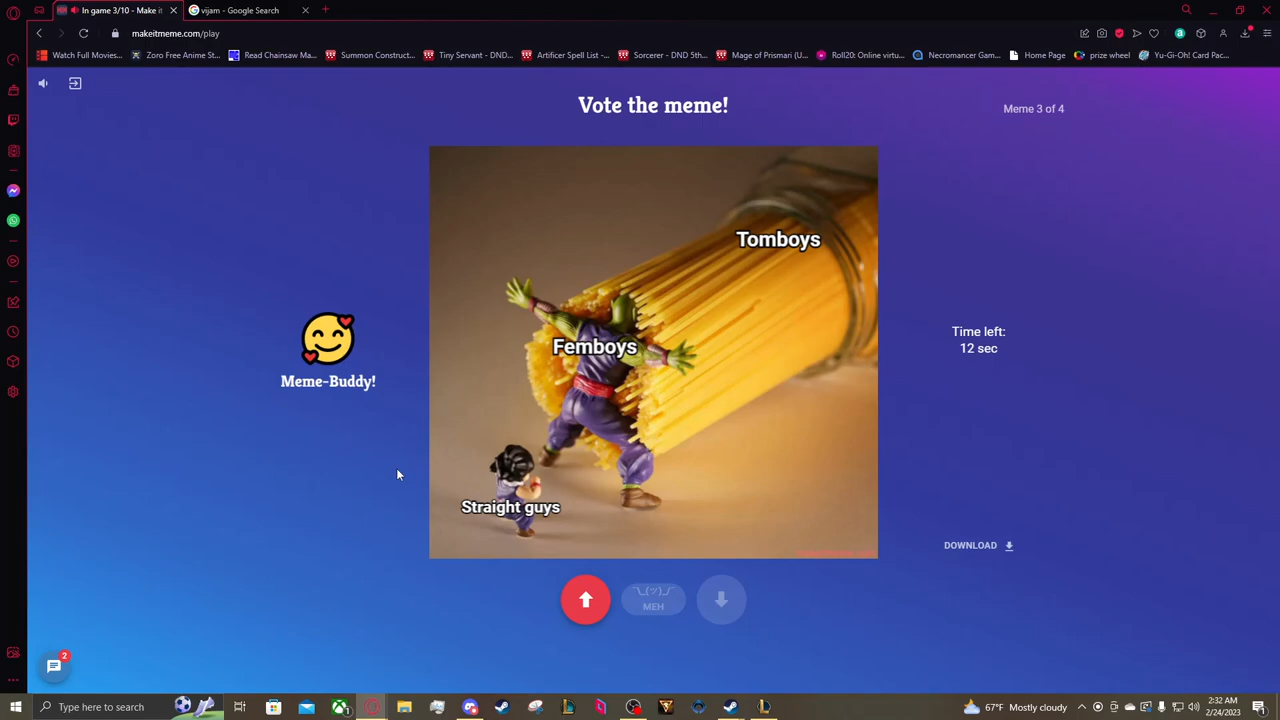 In game 3/10 - Make it
vijam - Google Search
makeitmeme.com/play
Watch Full Movies...
Zoro Free Anime St...
Read Chainsaw Ma...
Summon Construct...
Tiny Servant - DND...
Artificer Spell List -...
Sorcerer - DND 5th...
Mage of Prismari (U...
Roll20: Online virtu...
Necromancer Gam...
Home Page
prize wheel
Yu-Gi-Oh! Card Pac...
Vote the meme!
Meme 3 of 4
Tomboys
Femboys
Straight guys
Meme-Buddy!
Time left:
12 sec
DOWNLOAD
¯\_(ツ)_/¯
MEH
2
Type here to search
67°F Mostly cloudy
2:32 AM
2/24/2023